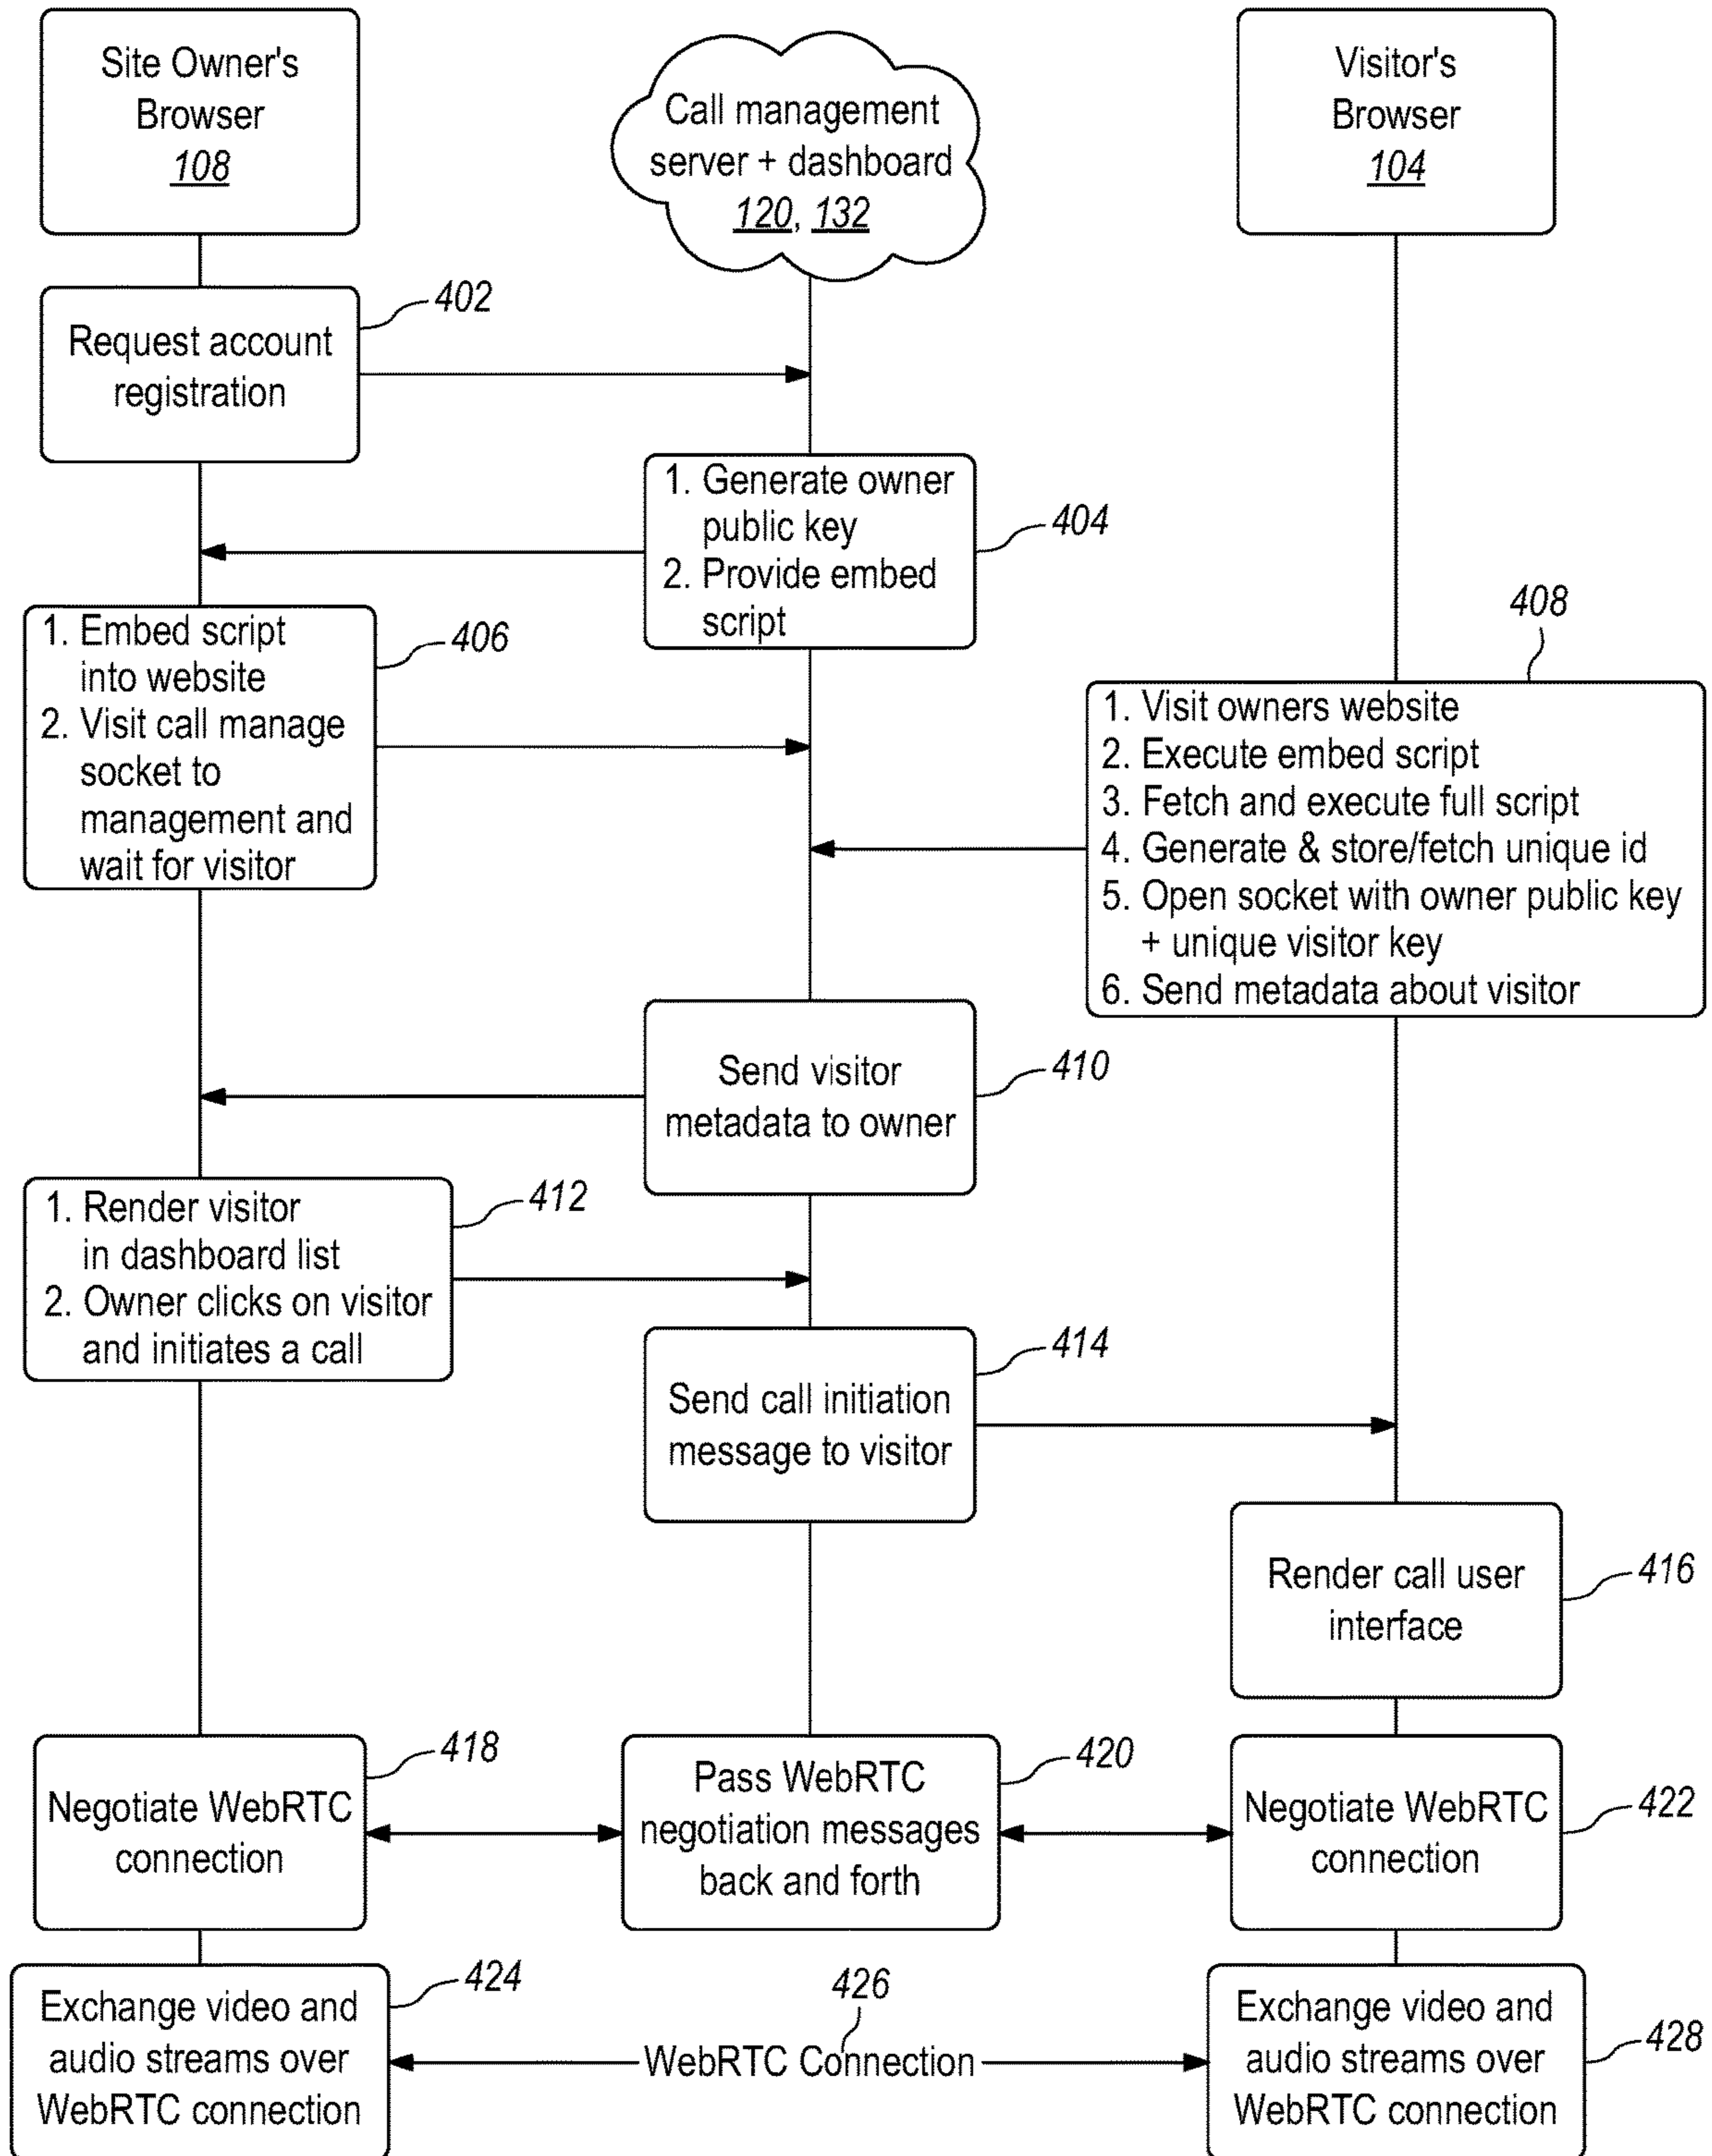 Site Owner's
Browser
108
Call management
server + dashboard
120, 132
Visitor's
Browser
104
402
Request account
registration
1. Generate owner
public key
2. Provide embed
script
404
1. Embed script
into website
2. Visit call manage
socket to
management and
wait for visitor
406
408
1. Visit owners website
2. Execute embed script
3. Fetch and execute full script
4. Generate & store/fetch unique id
5. Open socket with owner public key
+ unique visitor key
6. Send metadata about visitor
Send visitor
metadata to owner
410
1. Render visitor
in dashboard list
2. Owner clicks on visitor
and initiates a call
412
Send call initiation
message to visitor
414
Render call user
interface
416
Negotiate WebRTC
connection
418
Pass WebRTC
negotiation messages
back and forth
420
Negotiate WebRTC
connection
422
Exchange video and
audio streams over
WebRTC connection
424
426
WebRTC Connection
Exchange video and
audio streams over
WebRTC connection
428